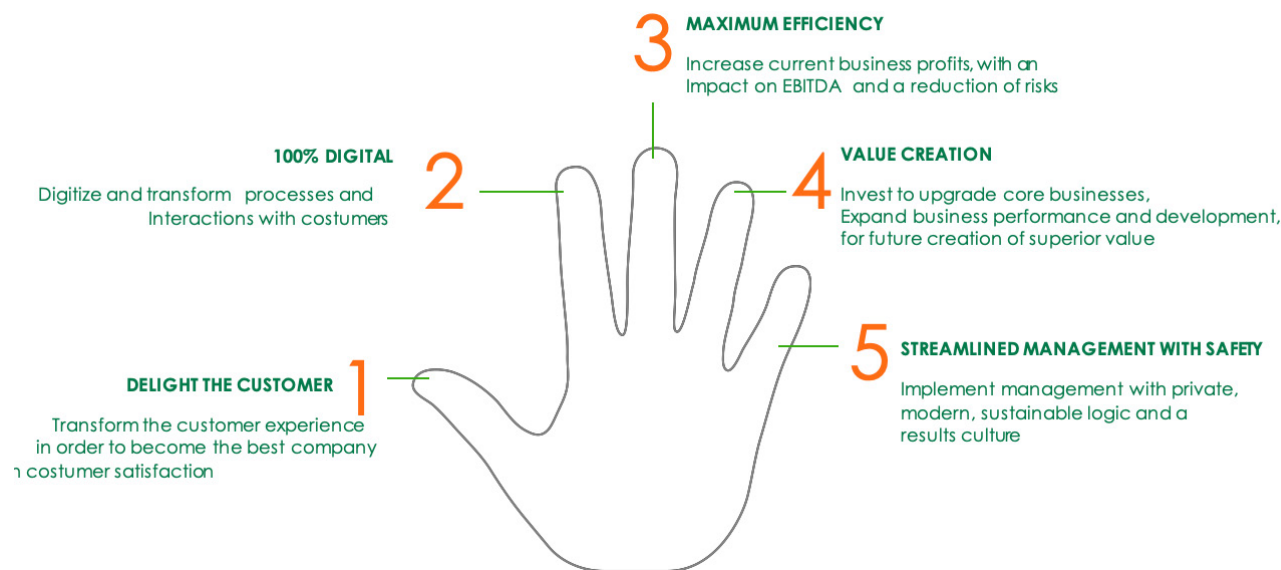 3
MAXIMUM EFFICIENCY
Increase current business profits, with an
Impact on EBITDA and a reduction of risks
100% DIGITAL
2
Digitize and transform processes and
Interactions with costumers
4
VALUE CREATION
Invest to upgrade core businesses,
Expand business performance and development,
for future creation of superior value
DELIGHT THE CUSTOMER
1
Transform the customer experience
in order to become the best company
costumer satisfaction
5
STREAMLINED MANAGEMENT WITH SAFETY
Implement management with private,
modern, sustainable logic and a
results culture